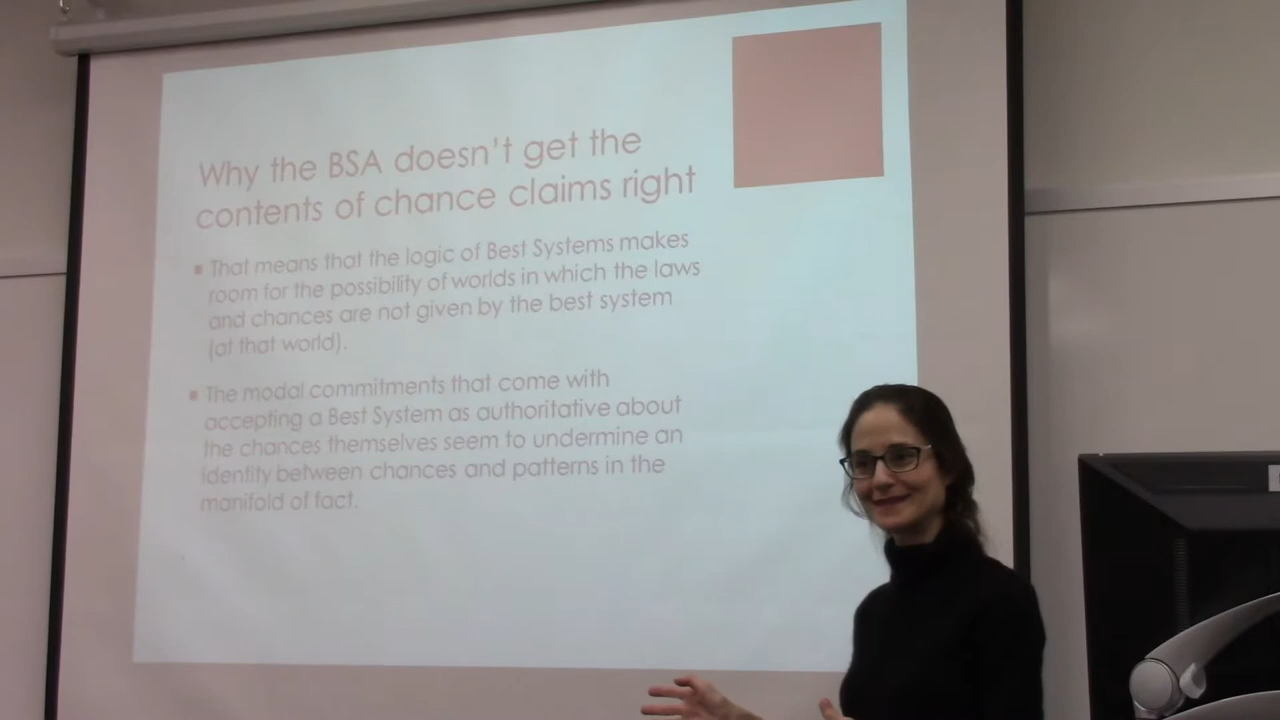 Why the BSA doesn't get the
contents of chance claims right
▪ That means that the logic of Best Systems makes
room for the possibility of worlds in which the laws
and chances are not given by the best system
(at that world).
▪ The modal commitments that come with
accepting a Best System as authoritative about
the chances themselves seem to undermine an
identity between chances and patterns in the
manifold of fact.